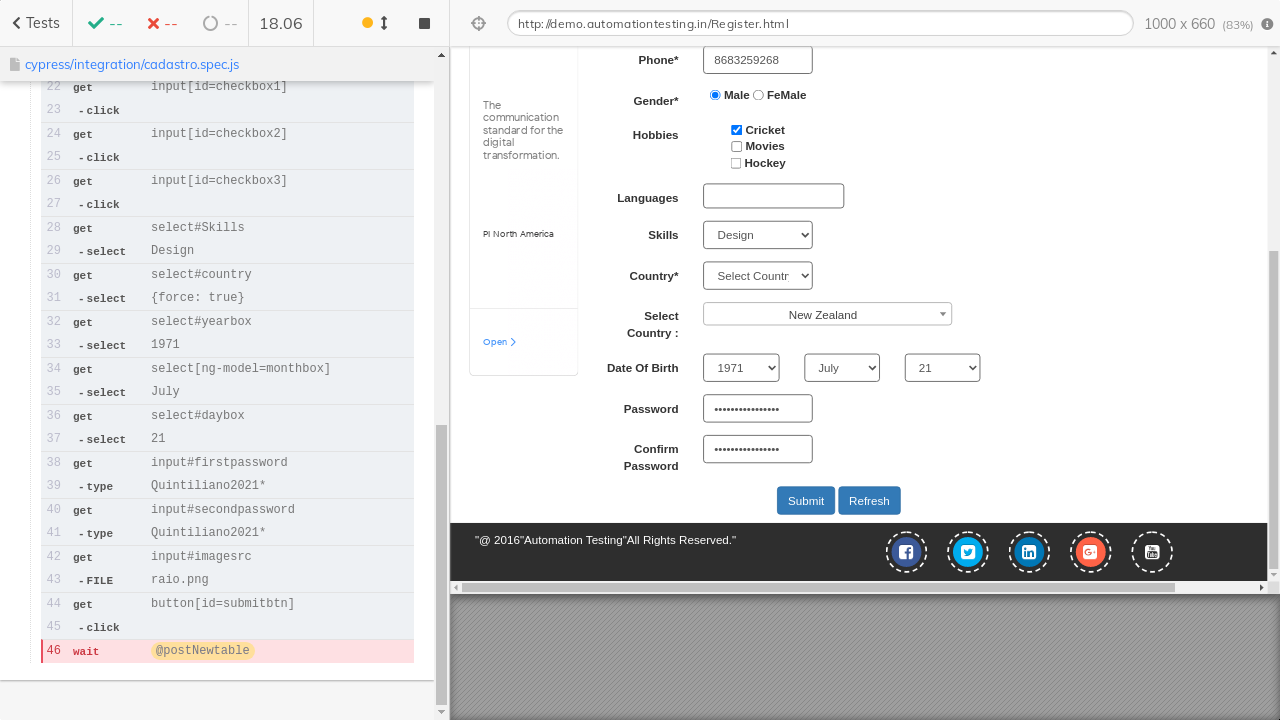 Tests
--
--
--
18.06
cypress/integration/cadastro.spec.js
22 get input[id=checkbox1]
23 - click
24 get input[id=checkbox2]
25 - click
26 get input[id=checkbox3]
27 - click
28 get select#Skills
29 - select Design
30 get select#country
31 - select {force: true}
32 get select#yearbox
33 - select 1971
34 get select[ng-model=monthbox]
35 - select July
36 get select#daybox
37 - select 21
38 get input#firstpassword
39 - type Quintiliano2021*
40 get input#secondpassword
41 - type Quintiliano2021*
42 get input#imagesrc
43 - FILE raio.png
44 get button[id=submitbtn]
45 - click
46 wait @postNewtable
http://demo.automationtesting.in/Register.html
1000 x 660 (83%)
The
communication
standard for the
digital
transformation.
PI North America
Open
Phone* 8683259268
Gender* Male FeMale
Hobbies Cricket
Movies
Hockey
Languages
Skills Design
Country* Select Countr
Select
Country :
New Zealand
Date Of Birth 1971 July 21
Password ••••••••••••••••
Confirm
Password
••••••••••••••••
Submit Refresh
"@ 2016"Automation Testing"All Rights Reserved."
You
Tube